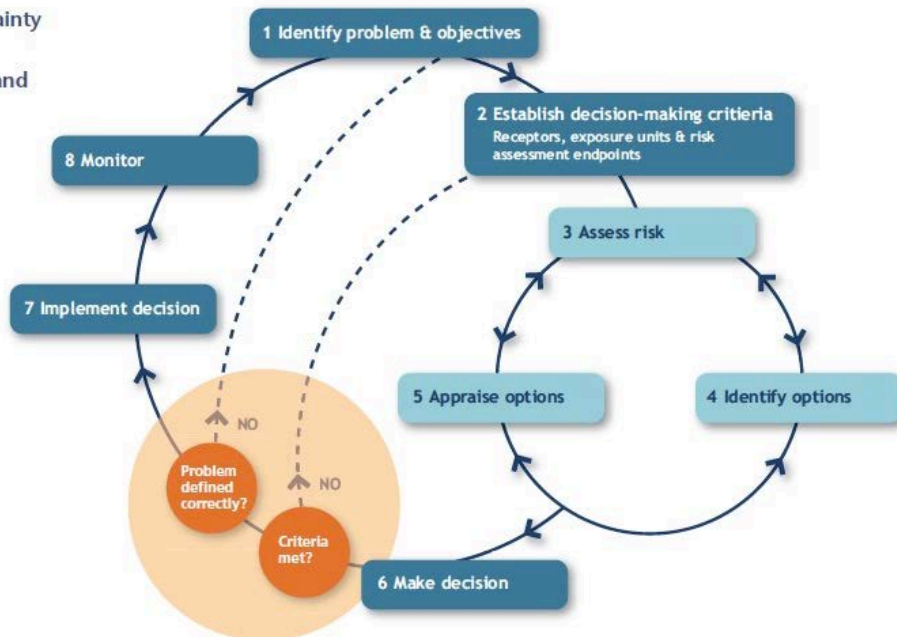 ainty
and
1 Identify problem & objectives
2 Establish decision-making critieria
Receptors, exposure units & risk
assessment endpoints
3 Assess risk
4 Identify options
5 Appraise options
6 Make decision
Criteria
met?
NO
Problem
defined
correctly?
NO
7 Implement decision
8 Monitor